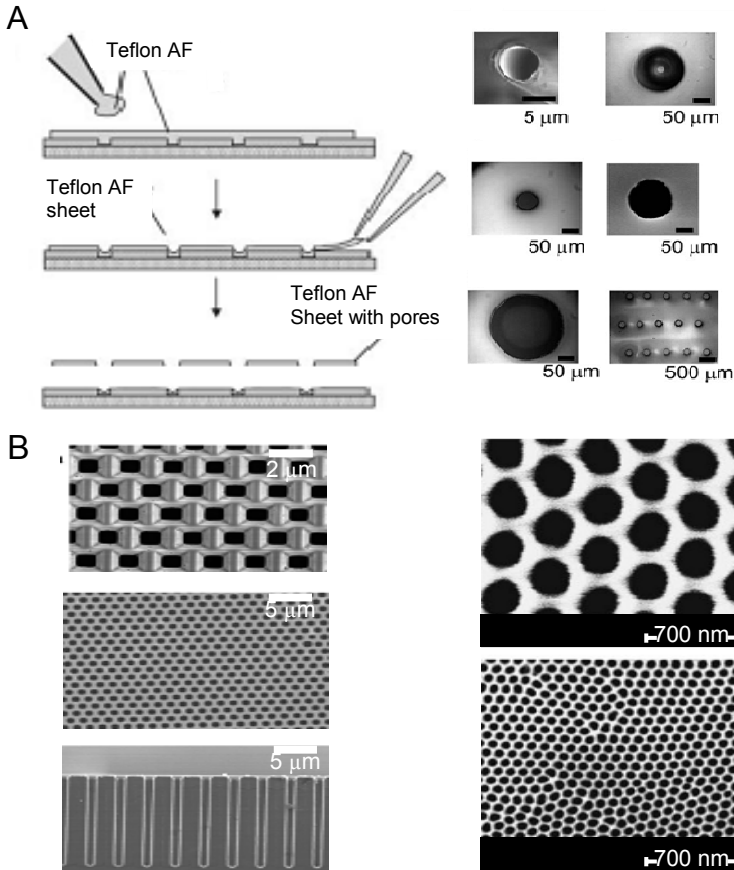 A
Teflon AF
Teflon AF
sheet
Teflon AF
Sheet with pores
5 μm
50 μm
50 μm
50 μm
50 μm
500 μm
B
2 μm
5 μm
5 μm
700 nm
700 nm